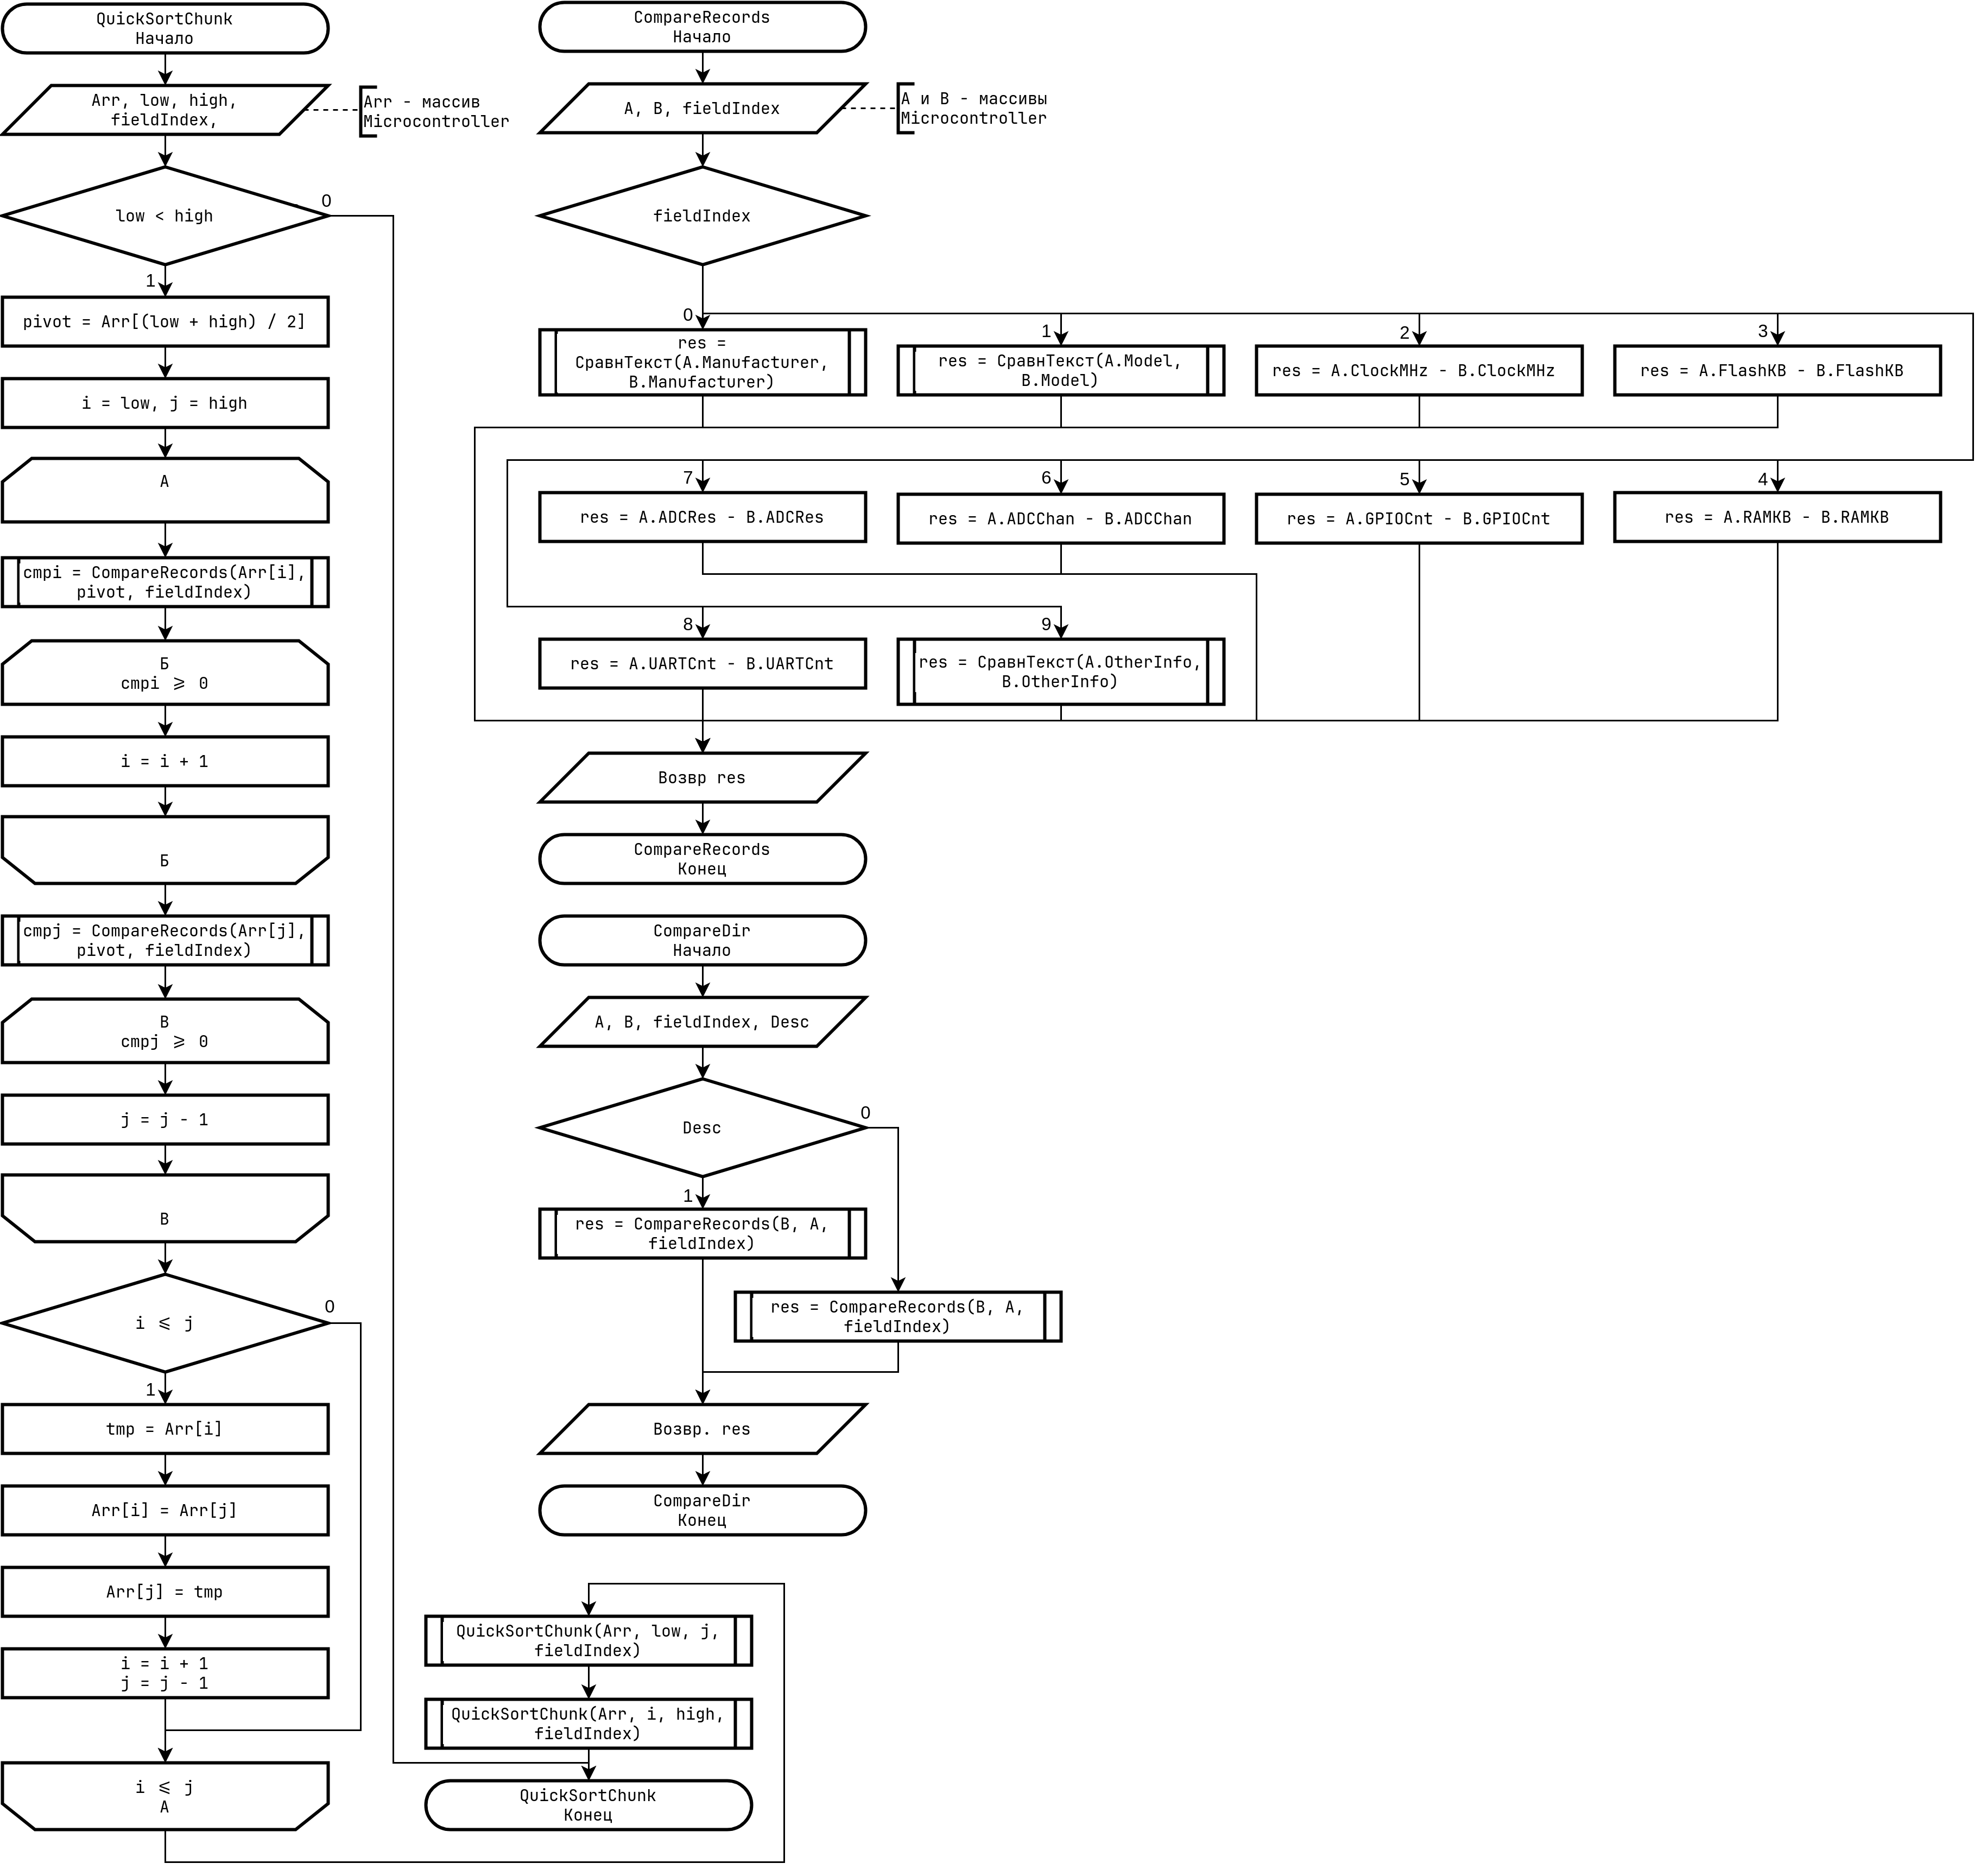 QuickSortChunk
Начало
Arr, low, high,
fieldIndex,
Arr - массив
Microcontroller
low < high
0
1
pivot = Arr[(low + high) / 2]
i = low, j = high
А
cmpi = CompareRecords(Arr[i],
pivot, fieldIndex)
Б
cmpi ⩾ 0
i = i + 1
Б
cmpj = CompareRecords(Arr[j],
pivot, fieldIndex)
В
cmpj ⩾ 0
j = j - 1
В
i ⩽ j
0
1
tmp = Arr[i]
Arr[i] = Arr[j]
Arr[j] = tmp
i = i + 1
j = j - 1
i ⩽ j
А
QuickSortChunk(Arr, low, j,
fieldIndex)
QuickSortChunk(Arr, i, high,
fieldIndex)
QuickSortChunk
Конец
CompareRecords
Начало
A, B, fieldIndex
A и B - массивы
Microcontroller
fieldIndex
0
res =
СравнТекст(A.Manufacturer,
B.Manufacturer)
1
res = СравнТекст(A.Model,
B.Model)
2
res = A.ClockMHz - B.ClockMHz
3
res = A.FlashKB - B.FlashKB
7
res = A.ADCRes - B.ADCRes
6
res = A.ADCChan - B.ADCChan
5
res = A.GPIOCnt - B.GPIOCnt
4
res = A.RAMKB - B.RAMKB
8
res = A.UARTCnt - B.UARTCnt
9
res = СравнТекст(A.OtherInfo,
B.OtherInfo)
Возвр res
CompareRecords
Конец
CompareDir
Начало
A, B, fieldIndex, Desc
Desc
0
1
res = CompareRecords(B, A,
fieldIndex)
res = CompareRecords(B, A,
fieldIndex)
Возвр. res
CompareDir
Конец